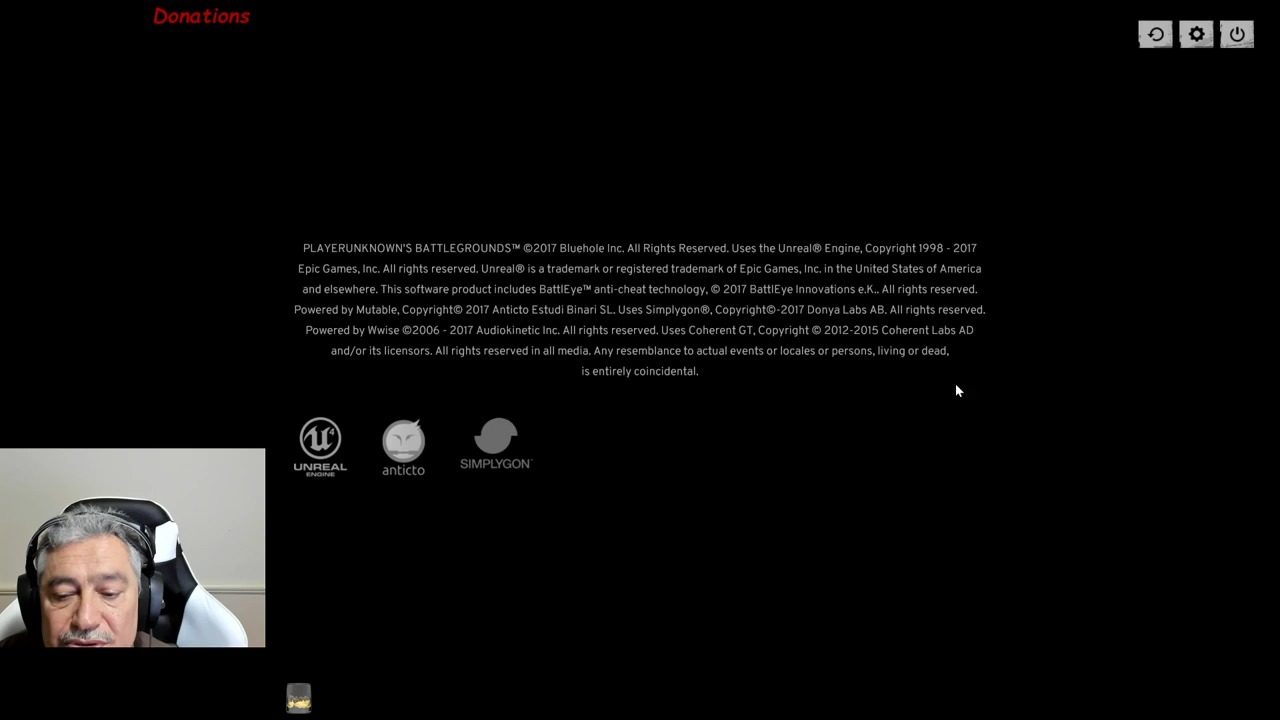 Donations
PLAYERUNKNOWN'S BATTLEGROUNDS™ ©2017 Bluehole Inc. All Rights Reserved. Uses the Unreal® Engine, Copyright 1998 - 2017
Epic Games, Inc. All rights reserved. Unreal® is a trademark or registered trademark of Epic Games, Inc. in the United States of America
and elsewhere. This software product includes BattlEye™ anti-cheat technology, © 2017 BattlEye Innovations e.K.. All rights reserved.
Powered by Mutable, Copyright© 2017 Anticto Estudi Binari SL. Uses Simplygon®, Copyright©-2017 Donya Labs AB. All rights reserved.
Powered by Wwise ©2006 - 2017 Audiokinetic Inc. All rights reserved. Uses Coherent GT, Copyright © 2012-2015 Coherent Labs AD
and/or its licensors. All rights reserved in all media. Any resemblance to actual events or locales or persons, living or dead,
is entirely coincidental.
UNREAL
ENGINE
anticto
SIMPLYGON™